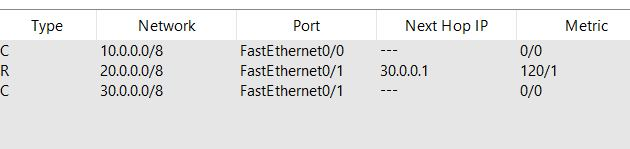 Type Network Port Next Hop IP Metric
C 10.0.0.0/8 FastEthernet0/0 --- 0/0
R 20.0.0.0/8 FastEthernet0/1 30.0.0.1 120/1
C 30.0.0.0/8 FastEthernet0/1 --- 0/0